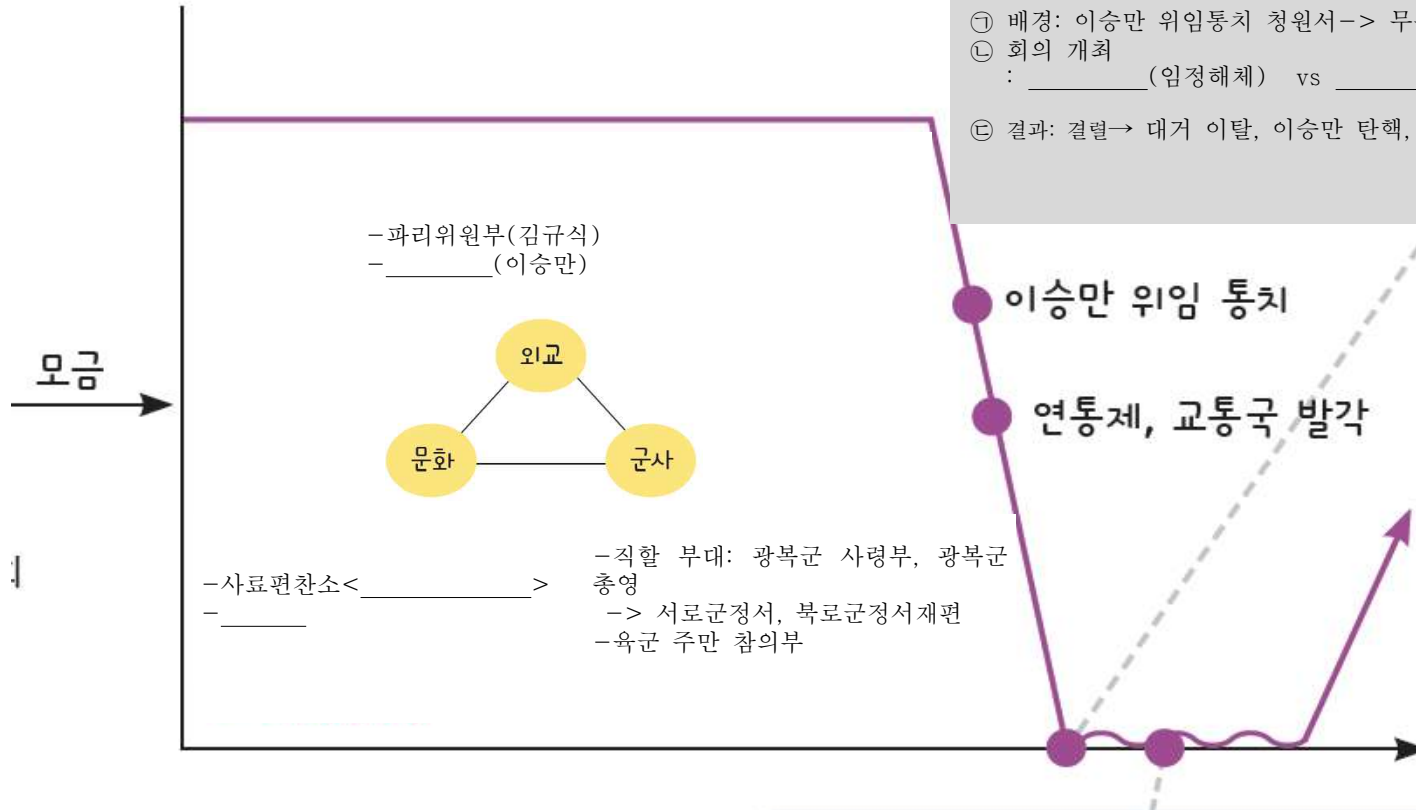 ㉠ 배경: 이승만 위임통치 청원서-> 무
㉡ 회의 개최
: ________(임정해체) vs ________
㉢ 결과: 결렬→ 대거 이탈, 이승만 탄핵,
-파리위원부(김규식)
-________(이승만)
이승만 위임 통치
외교
모금
연통제, 교통국 발각
문화
군사
-사료편찬소<____________>
-______
-직할 부대: 광복군 사령부, 광복군
총영
-> 서로군정서, 북로군정서재편
-육군 주만 참의부